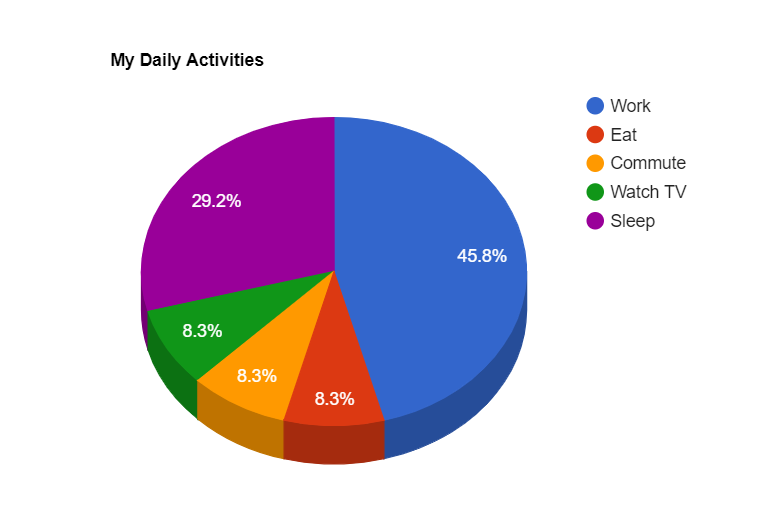 My Daily Activities
Work
Eat
Commute
Watch TV
Sleep
29.2%
45.8%
8.3%
8.3%
8.3%